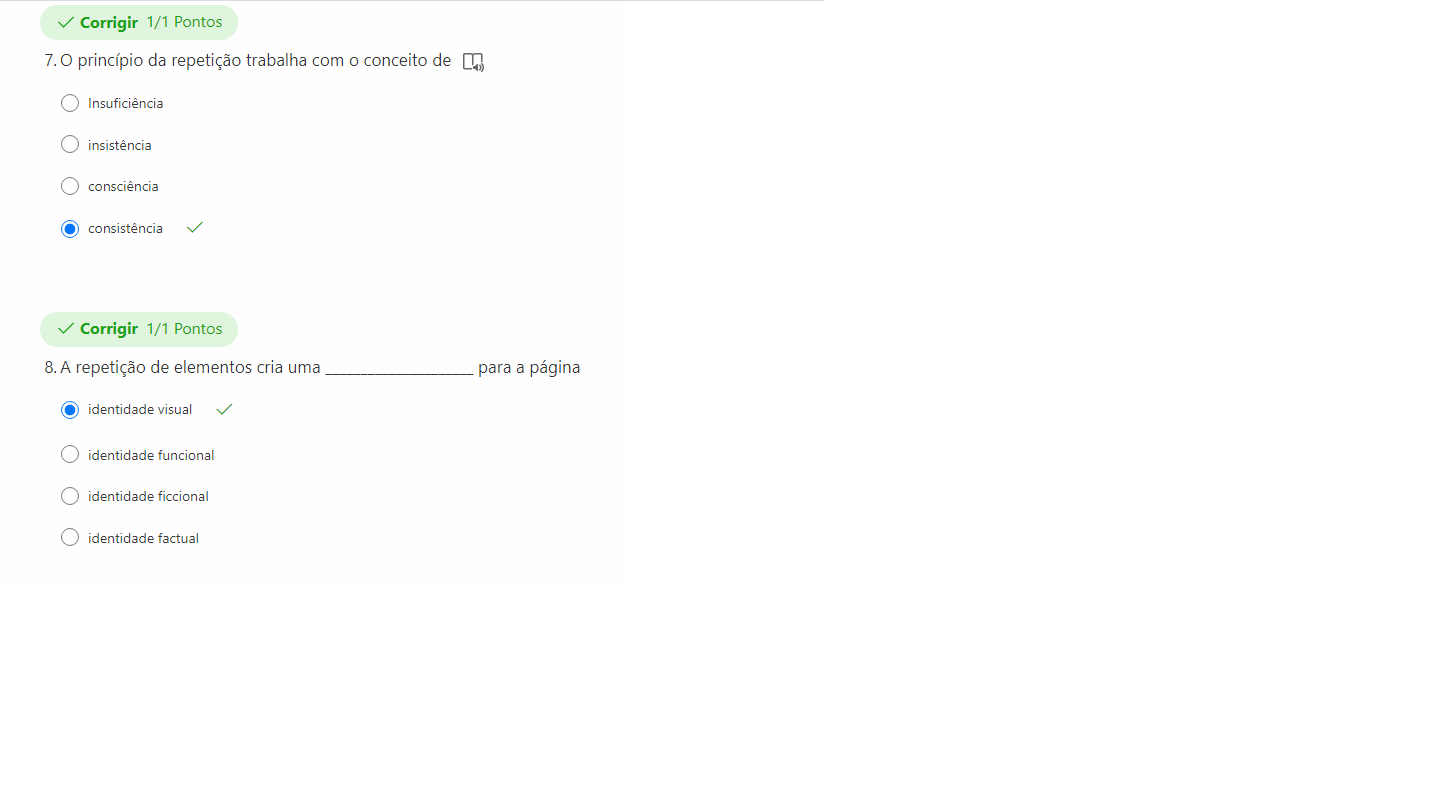 Corrigir 1/1 Pontos
7. O princípio da repetição trabalha com o conceito de
Insuficiência
insistência
consciência
consistência
Corrigir 1/1 Pontos
8. A repetição de elementos cria uma ____________________ para a página
identidade visual
identidade funcional
identidade ficcional
identidade factual